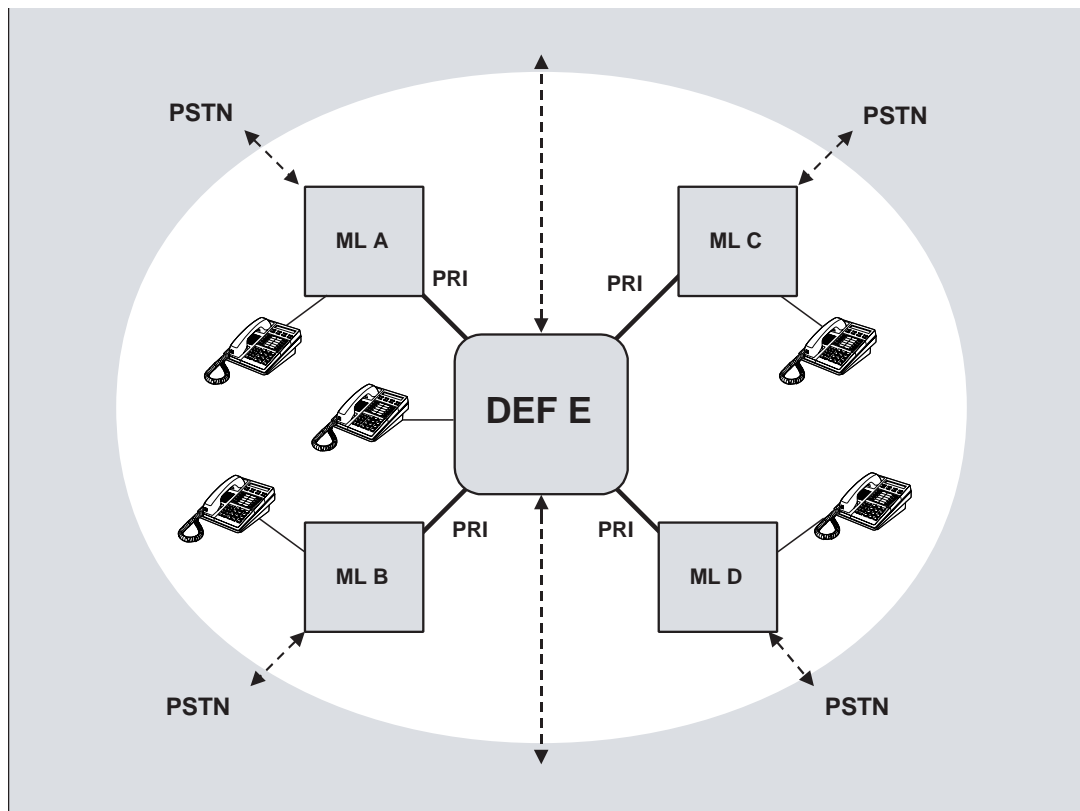 PSTN
PSTN
ML A
ML C
PRI
PRI
DEF E
PRI
PRI
ML B
ML D
PSTN
PSTN